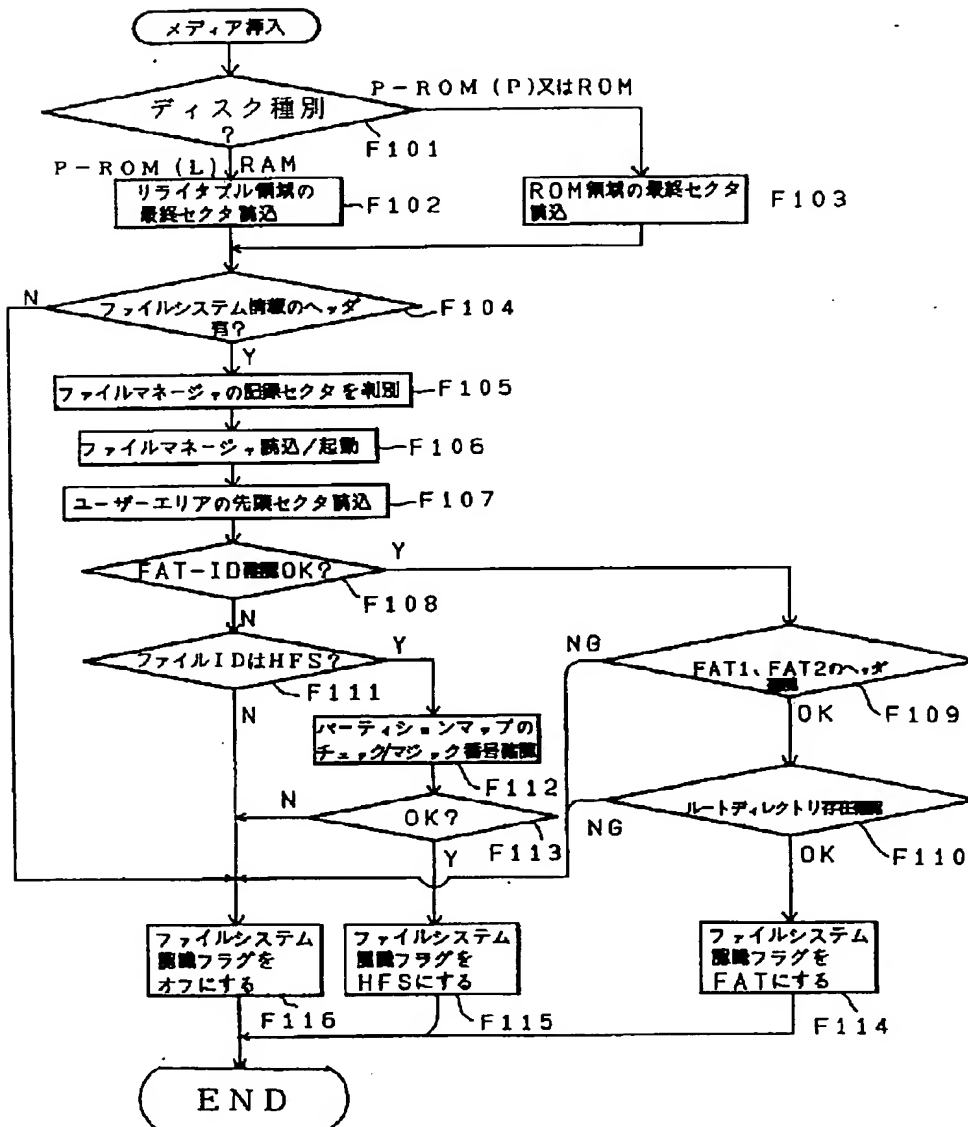 メディア挿入
P-ROM (P)又はROM
ディスク種別
?
F101
P-ROM (L) , RAM
リライタブル領域の
最終セクタ読込
F102
ROM領域の最終セクタ
読込
F103
N
ファイルシステム情報のヘッダ
有?
F104
Y
ファイルマネージャの記録セクタを判別
F105
ファイルマネージャ読込/起動
F106
ユーザーエリアの先頭セクタ読込
F107
FAT-ID確認OK?
Y
F108
N
ファイルIDはHFS?
Y
F111
N
NG
FAT1、FAT2のヘッダ
確認
F109
OK
パーティションマップの
チェック/マジック番号確認
F112
N
OK?
F113
Y
NG
ルートディレクトリ存在確認
F110
OK
ファイルシステム
認識フラグを
オフにする
F116
ファイルシステム
認識フラグを
HFSにする
F115
ファイルシステム
認識フラグを
FATにする
F114
END